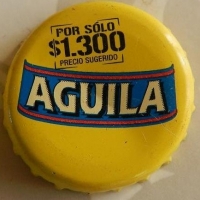 POR SÓLO
$1.300
PRECIO SUGERIDO
AGUILA